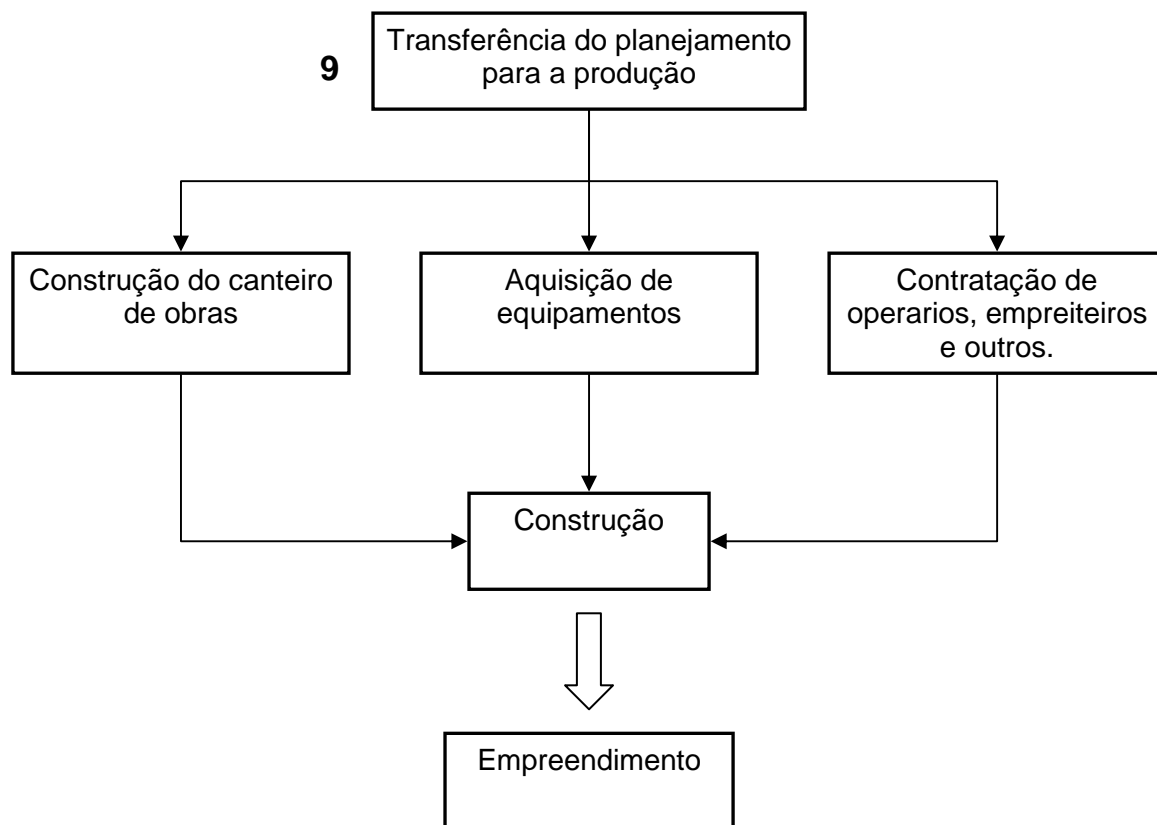 9
Transferência do planejamento
para a produção
Construção do canteiro
de obras
Aquisição de
equipamentos
Contratação de
operarios, empreiteiros
e outros.
Construção
Empreendimento